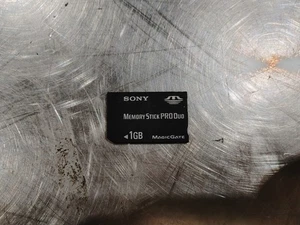 SONY
MEMORY STICK PRO DUO
1GB MAGICGATE